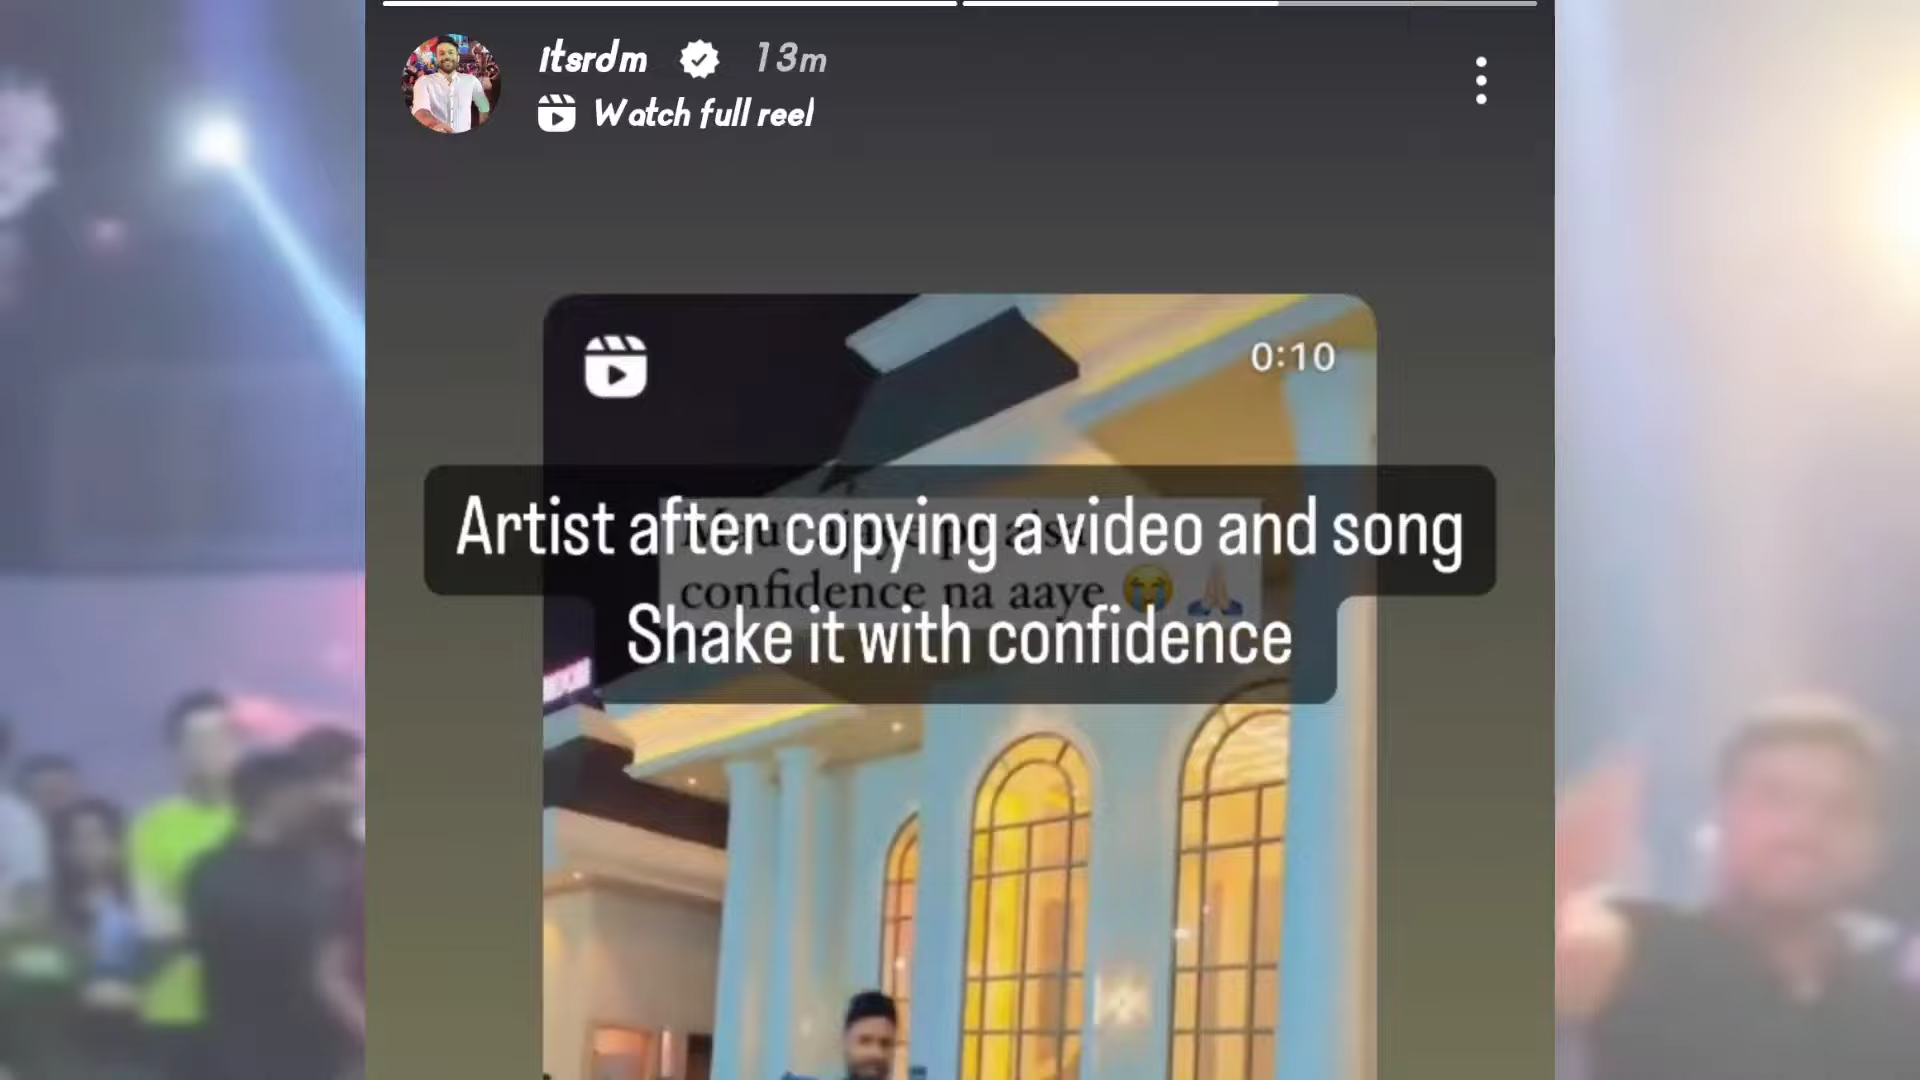 itsrdm 13m
Watch full reel
0:10
Artist after copying a video and song
confidence na aaye 😭 🙏🏻
Shake it with confidence